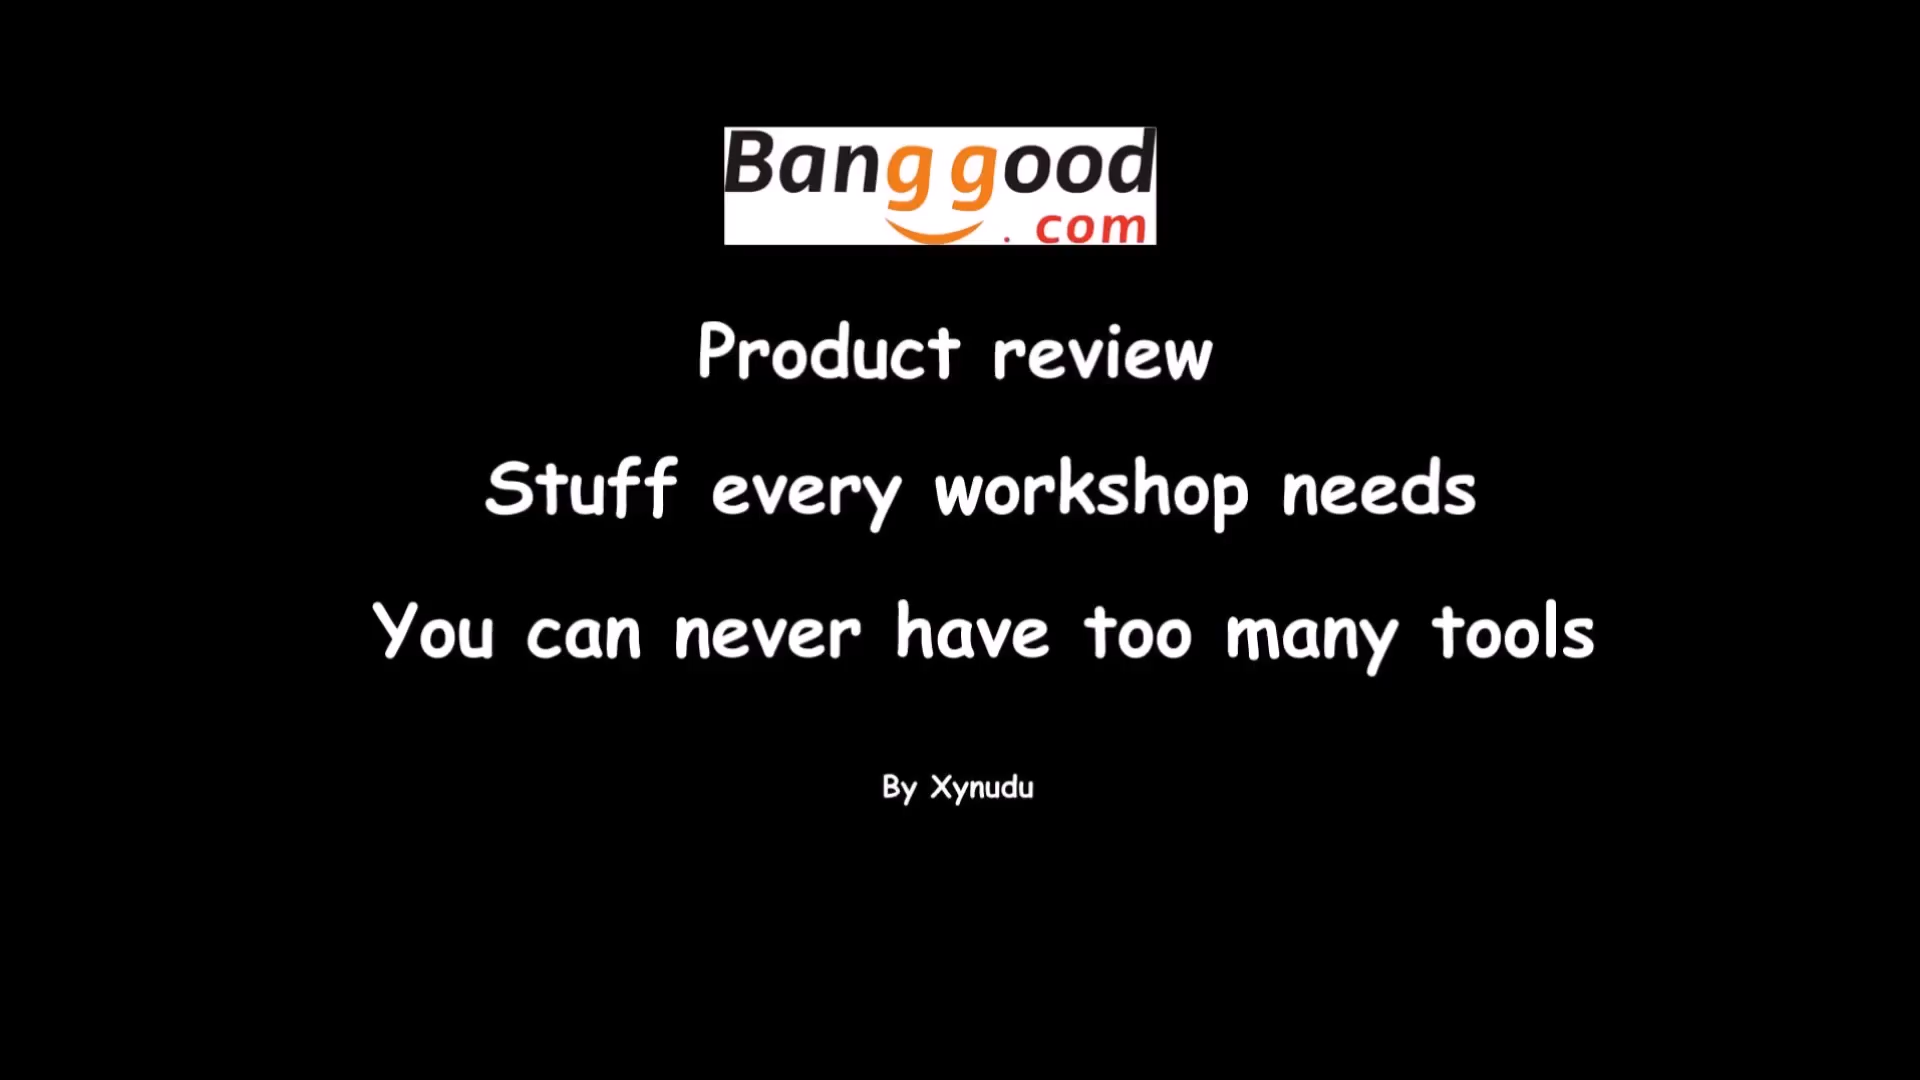 Banggood
.com
Product review
Stuff every workshop needs
You can never have too many tools
By Xynudu